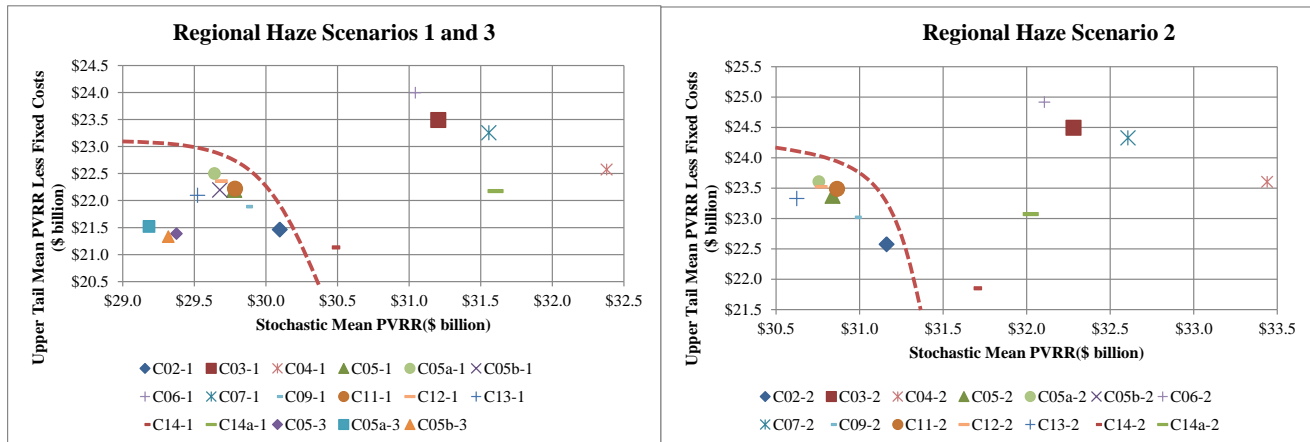 Regional Haze Scenarios 1 and 3
Upper Tail Mean PVRR Less Fixed Costs
($ billion)
$24.5
$24.0
$23.5
$23.0
$22.5
$22.0
$21.5
$21.0
$20.5
$29.0 $29.5 $30.0 $30.5 $31.0 $31.5 $32.0 $32.5
Stochastic Mean PVRR($ billion)
C02-1 C03-1 C04-1 C05-1 C05a-1 C05b-1
C06-1 C07-1 C09-1 C11-1 C12-1 C13-1
C14-1 C14a-1 C05-3 C05a-3 C05b-3
Regional Haze Scenario 2
Upper Tail Mean PVRR Less Fixed Costs
($ billion)
$25.5
$25.0
$24.5
$24.0
$23.5
$23.0
$22.5
$22.0
$21.5
$30.5 $31.0 $31.5 $32.0 $32.5 $33.0 $33.5
Stochastic Mean PVRR($ billion)
C02-2 C03-2 C04-2 C05-2 C05a-2 C05b-2 C06-2
C07-2 C09-2 C11-2 C12-2 C13-2 C14-2 C14a-2